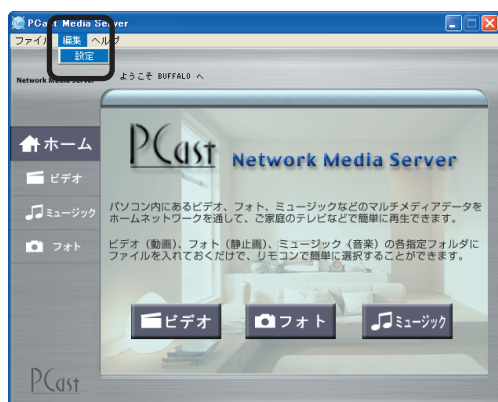 PCast Media Server
ファイル 編集 ヘルプ
設定
Network Media Server
ようこそ BUFFALO へ
PCast Network Media Server
ホーム
ビデオ
ミュージック
フォト
パソコン内にあるビデオ、フォト、ミュージックなどのマルチメディアデータを
ホームネットワークを通して、ご家庭のテレビなどで簡単に再生できます。
ビデオ（動画）、フォト（静止画）、ミュージック（音楽）の各指定フォルダに
ファイルを入れておくだけで、リモコンで簡単に選択することができます。
ビデオ フォト ミュージック
PCast